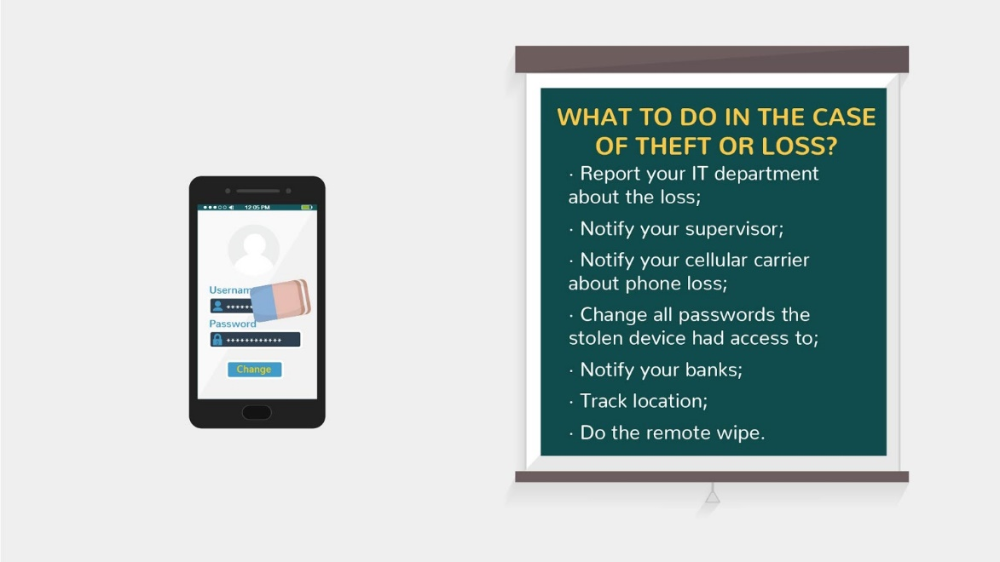 12:05 PM
Usernam
++++++
Password
++++++++++++
Change
WHAT TO DO IN THE CASE
OF THEFT OR LOSS?
· Report your IT department
about the loss;
· Notify your supervisor;
· Notify your cellular carrier
about phone loss;
· Change all passwords the
stolen device had access to;
· Notify your banks;
· Track location;
· Do the remote wipe.